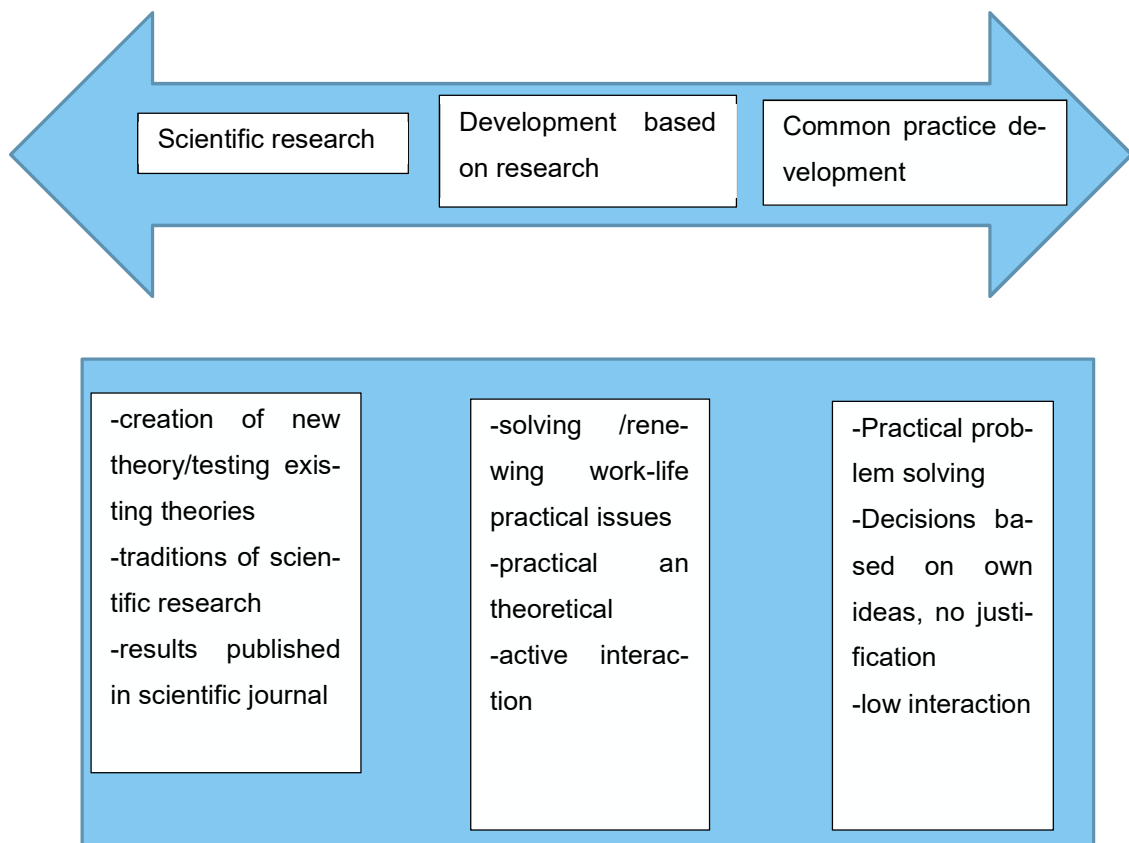 Scientific research
Development based
on research
Common practice de-
velopment
-creation of new
theory/testing exis-
ting theories
-traditions of scien-
tific research
-results published
in scientific journal
-solving /rene-
wing work-life
practical issues
-practical an
theoretical
-active interac-
tion
-Practical prob-
lem solving
-Decisions ba-
sed on own
ideas, no justi-
fication
-low interaction